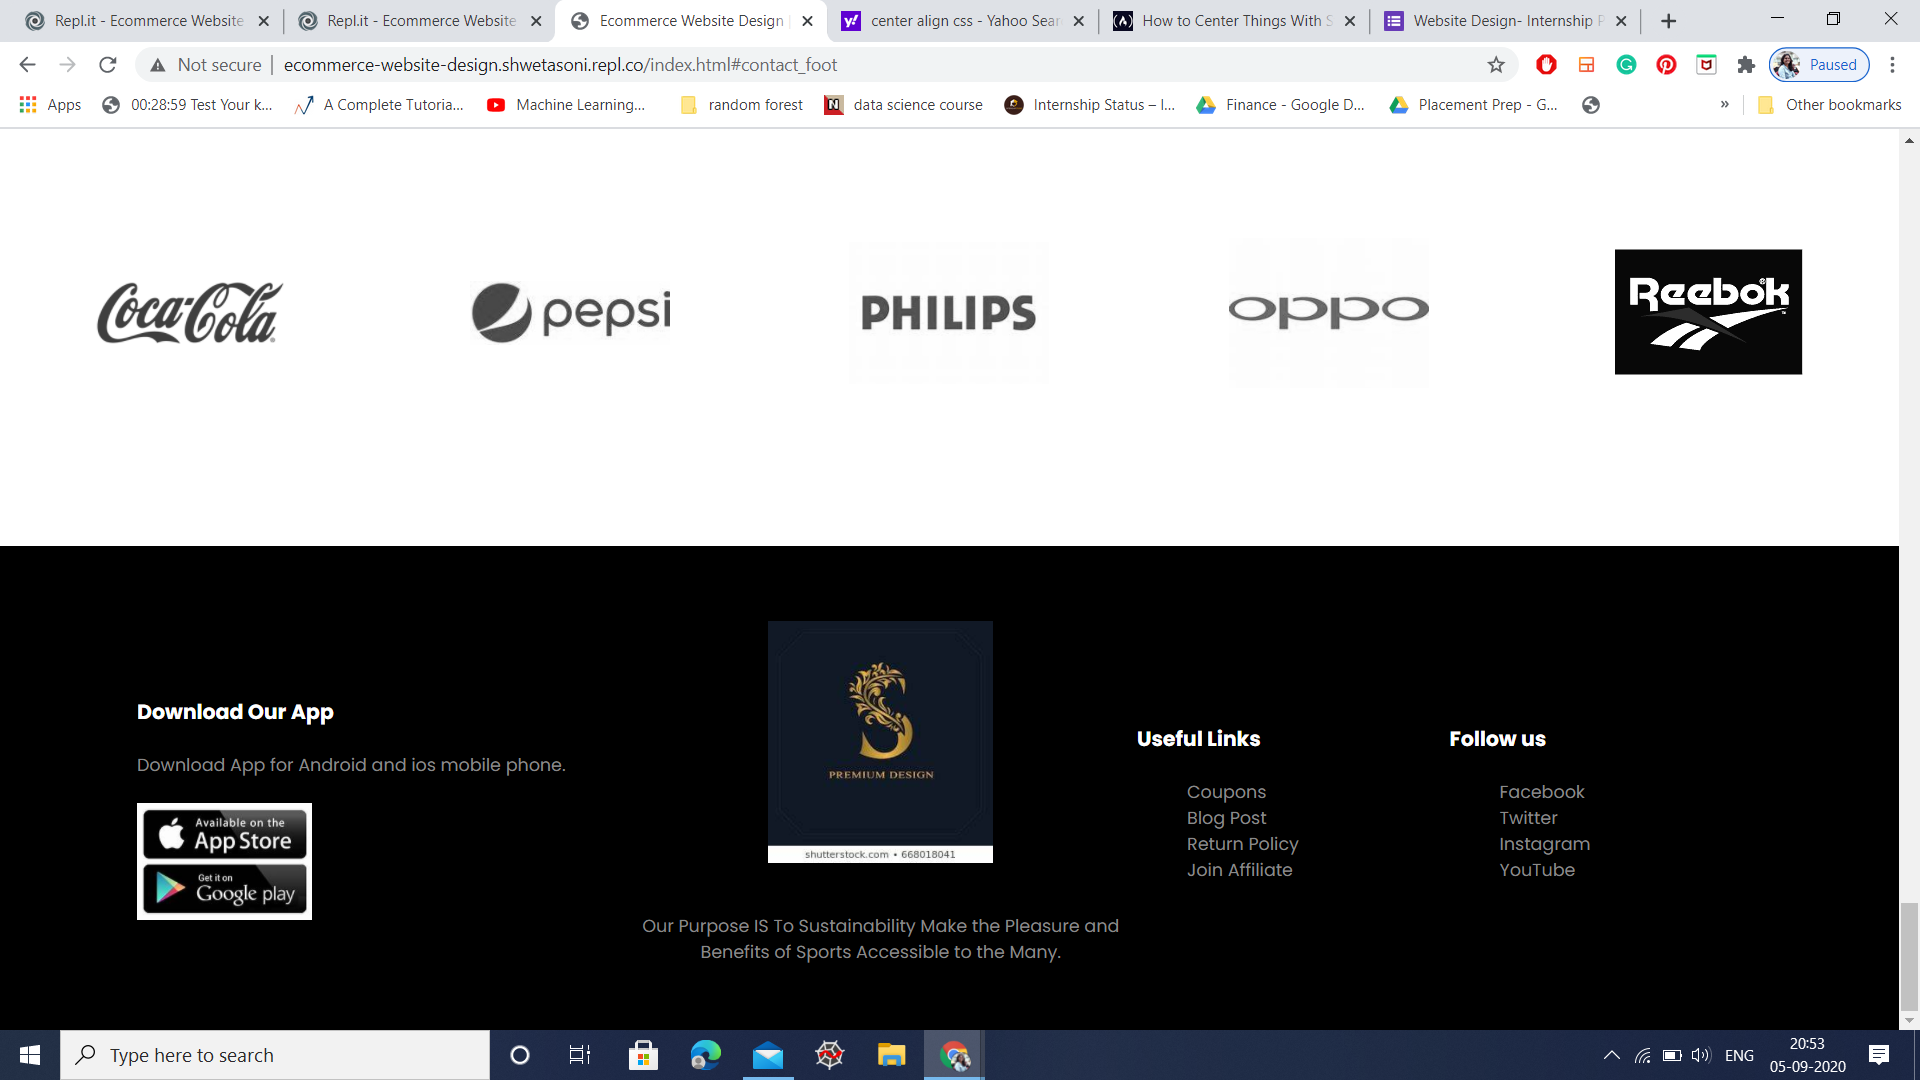 Repl.it - Ecommerce Website
Repl.it - Ecommerce Website
Ecommerce Website Design
center align css - Yahoo Sear
How to Center Things With S
Website Design- Internship P
Not secure
ecommerce-website-design.shwetasoni.repl.co/index.html#contact_foot
Paused
Apps
00:28:59 Test Your k...
A Complete Tutoria...
Machine Learning...
random forest
data science course
Internship Status – I...
Finance - Google D...
Placement Prep - G...
»
Other bookmarks
Coca-Cola
pepsi
PHILIPS
oppo
Reebok
Download Our App
Download App for Android and ios mobile phone.
Available on the
App Store
Get it on
Google play
S
PREMIUM DESIGN
shutterstock.com • 668018041
Our Purpose IS To Sustainability Make the Pleasure and
Benefits of Sports Accessible to the Many.
Useful Links
Coupons
Blog Post
Return Policy
Join Affiliate
Follow us
Facebook
Twitter
Instagram
YouTube
Type here to search
ENG
20:53
05-09-2020